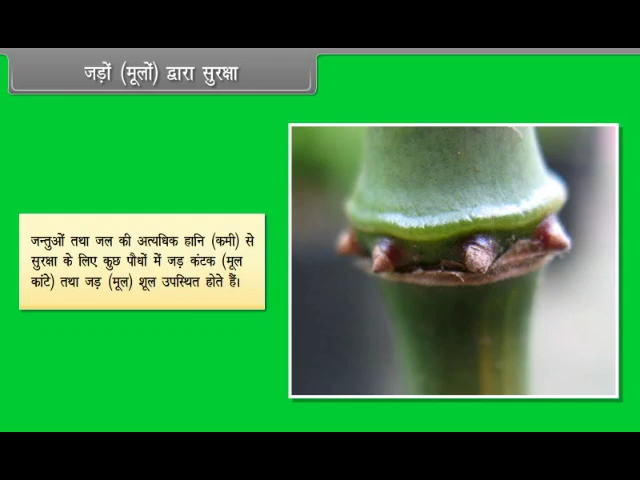 जड़ों (मूलों) द्वारा सुरक्षा
जन्तुओं तथा जल की अत्यधिक हानि (कमी) से
सुरक्षा के लिए कुछ पौधों में जड़ कंटक (मूल
कांटे) तथा जड़ (मूल) शूल उपस्थित होते हैं।